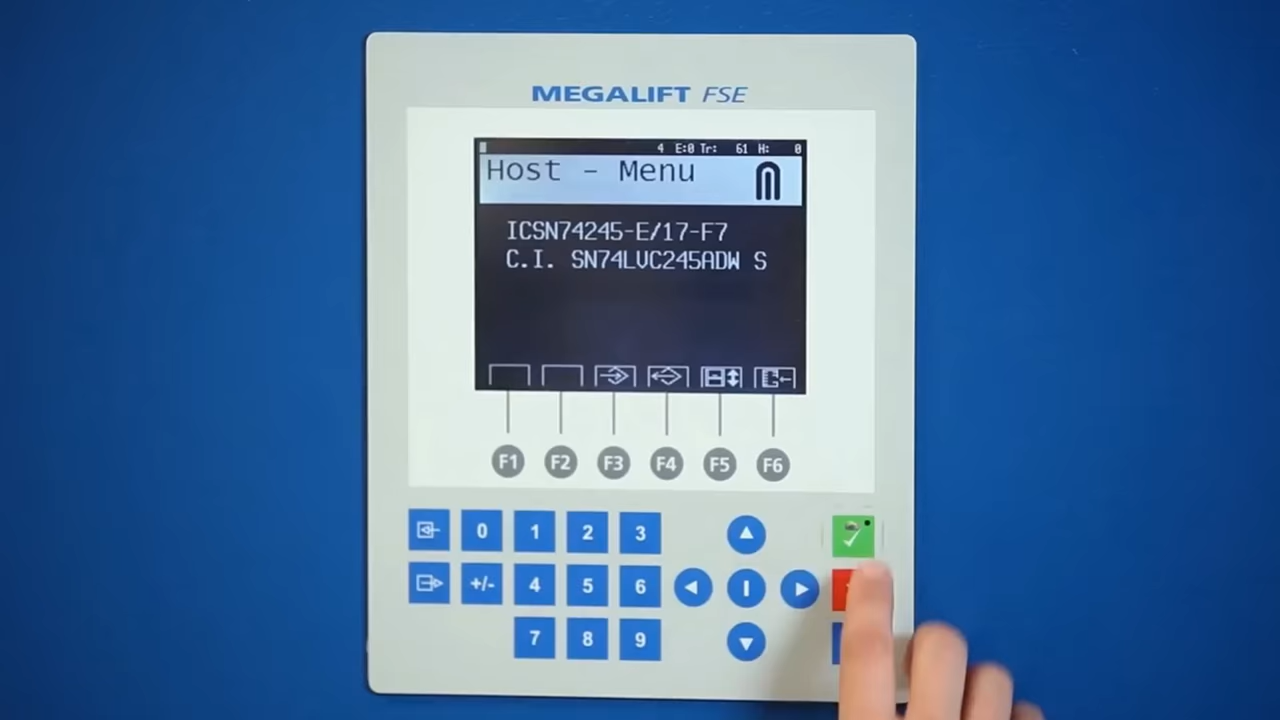 MEGALIFT FSE
4 E:0 Tr: 61 H: 0
Host - Menu
ICSN74245-E/17-F7
C.I. SN74LVC245ADW S
F1 F2 F3 F4 F5 F6
0 1 2 3
+/- 4 5 6
7 8 9